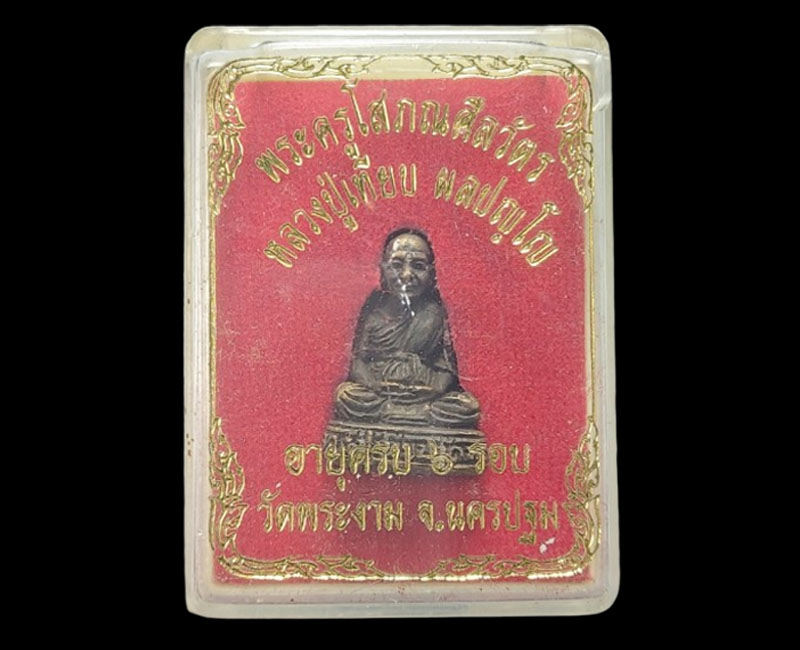 พระครูโสภณศีลวัตร
หลวงปู่เทียบ ผลปญฺโญ
อายุครบ ๖ รอบ
วัดพระงาม จ.นครปฐม